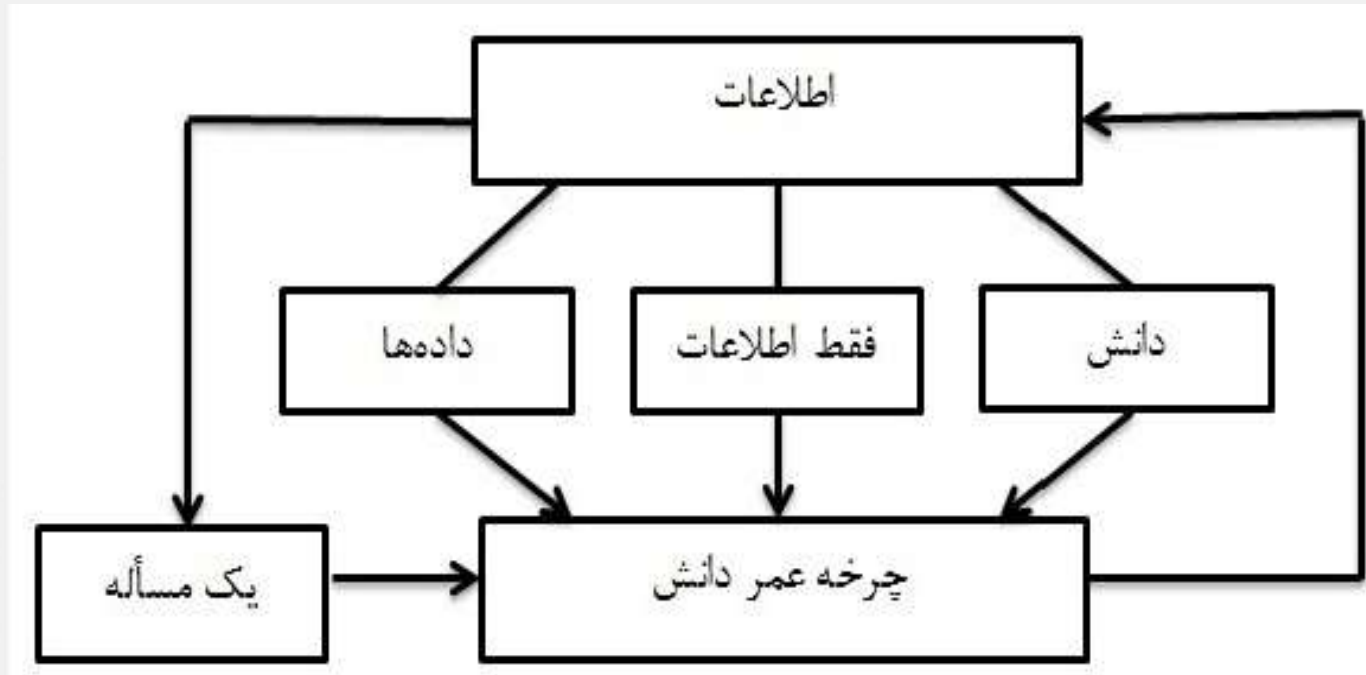 اطلاعات
دانش
فقط اطلاعات
داده‌ها
چرخه عمر دانش
یک مسأله